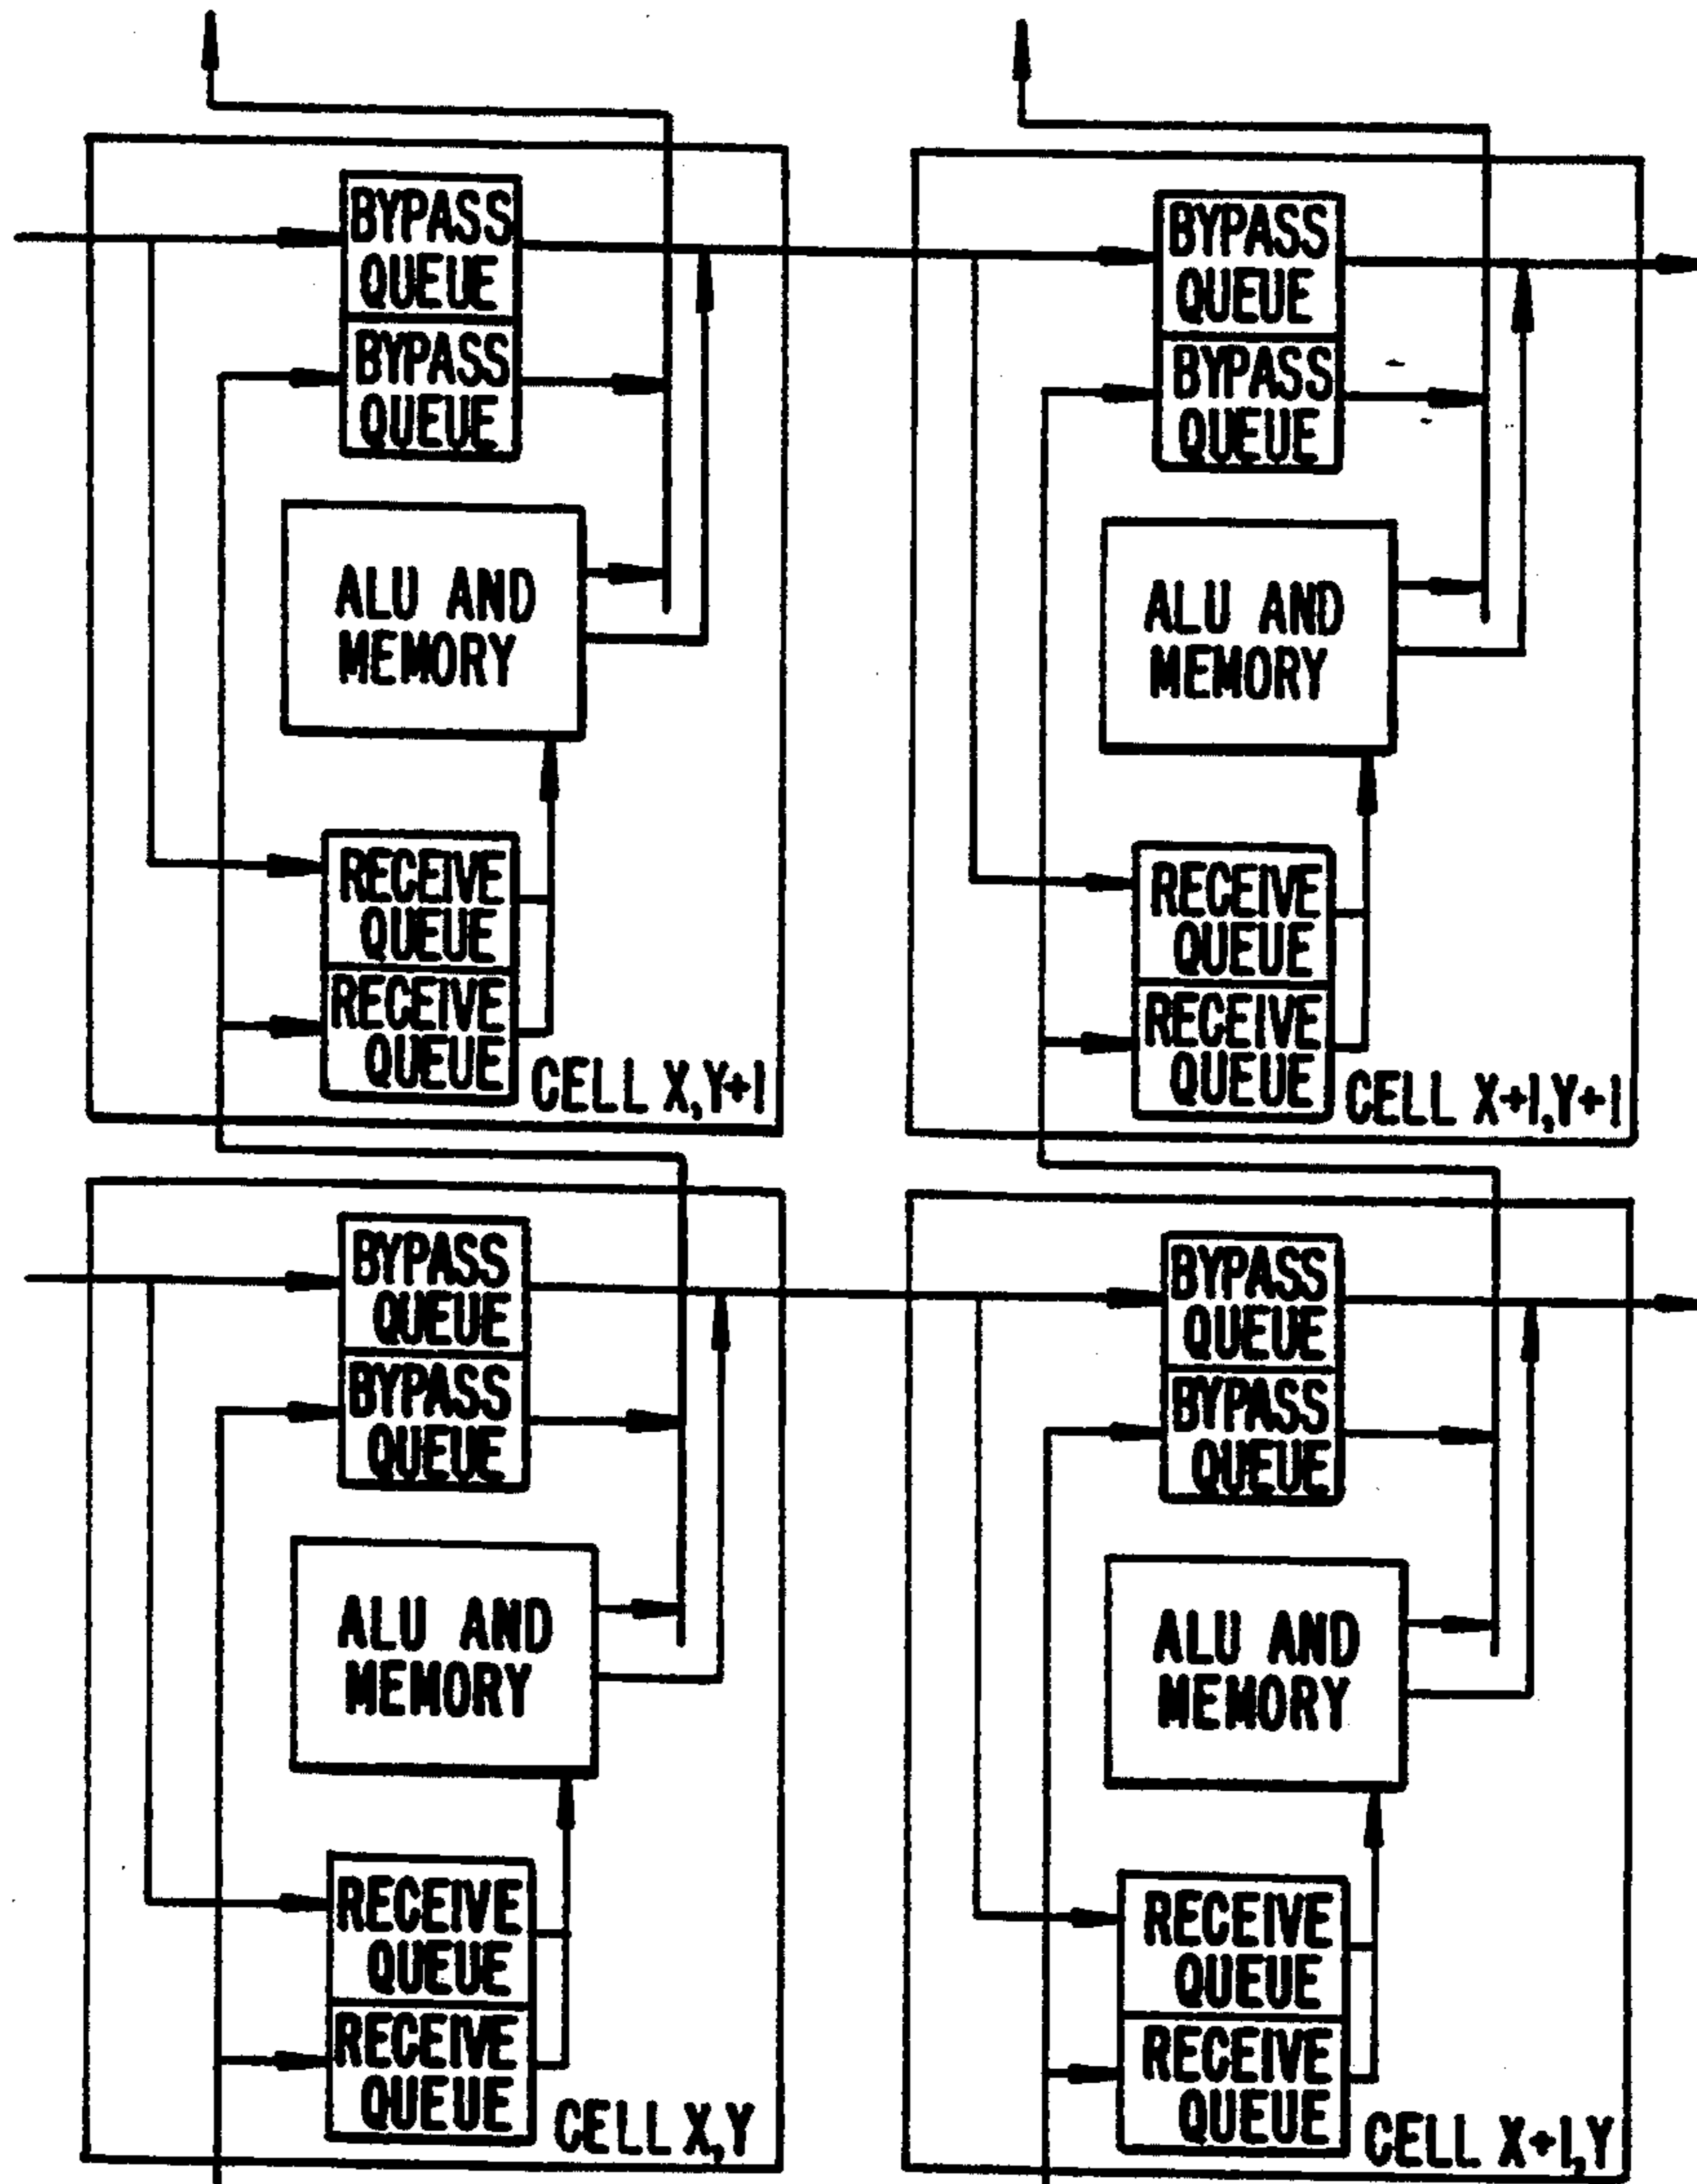 BYPASS
QUEUE
BYPASS
QUEUE
ALU AND
MEMORY
RECEIVE
QUEUE
RECEIVE
QUEUE
CELL X,Y+1
BYPASS
QUEUE
BYPASS
QUEUE
ALU AND
MEMORY
RECEIVE
QUEUE
RECEIVE
QUEUE
CELL X+1,Y+1
BYPASS
QUEUE
BYPASS
QUEUE
ALU AND
MEMORY
RECEIVE
QUEUE
RECEIVE
QUEUE
CELL X,Y
BYPASS
QUEUE
BYPASS
QUEUE
ALU AND
MEMORY
RECEIVE
QUEUE
RECEIVE
QUEUE
CELL X+1,Y